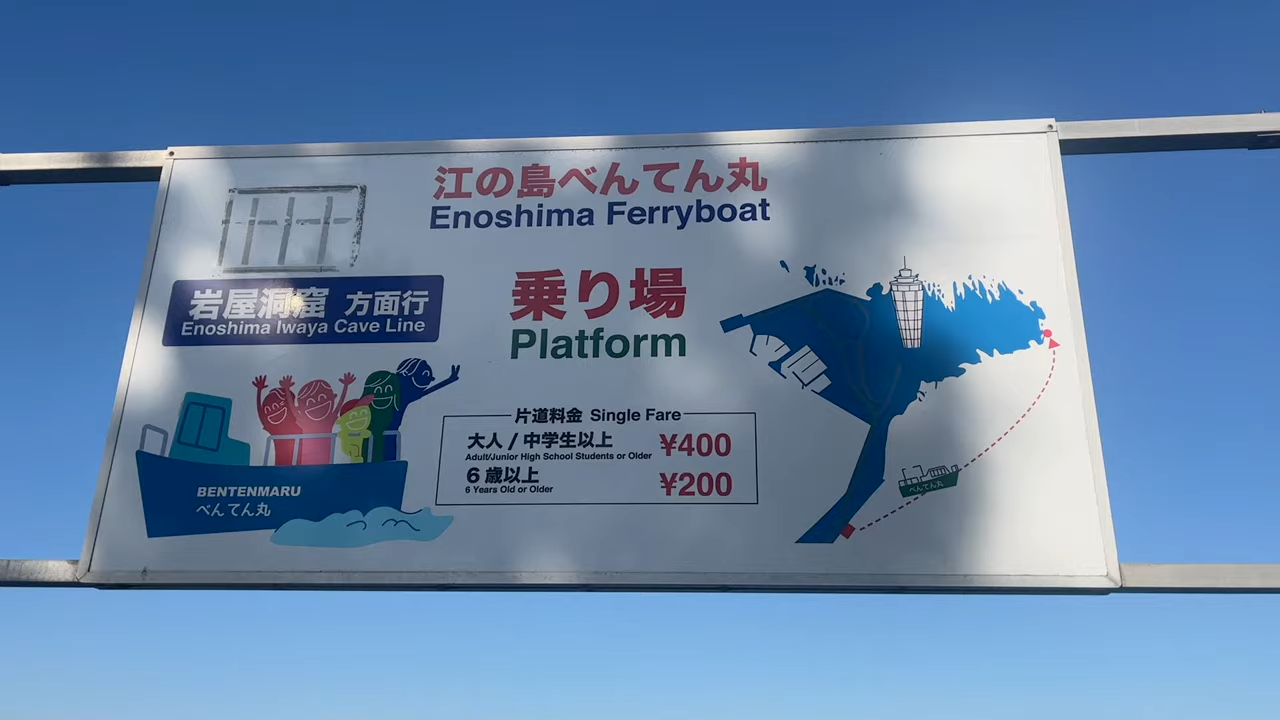 江の島べんてん丸
Enoshima Ferryboat
岩屋洞窟 方面行
Enoshima Iwaya Cave Line
乗り場
Platform
片道料金 Single Fare
大人 / 中学生以上 ¥400
Adult/Junior High School Students or Older
6歳以上 ¥200
6 Years Old or Older
BENTENMARU
べんてん丸
べんてん丸